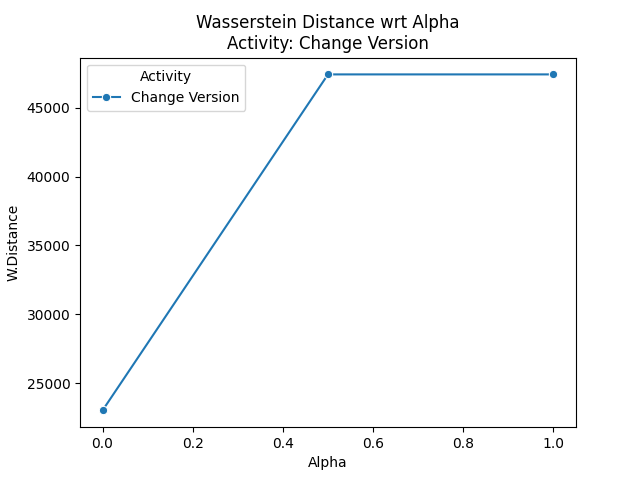 Wasserstein Distance wrt Alpha
Activity: Change Version
Activity
Change Version
W.Distance
45000
40000
35000
30000
25000
0.0 0.2 0.4 0.6 0.8 1.0
Alpha